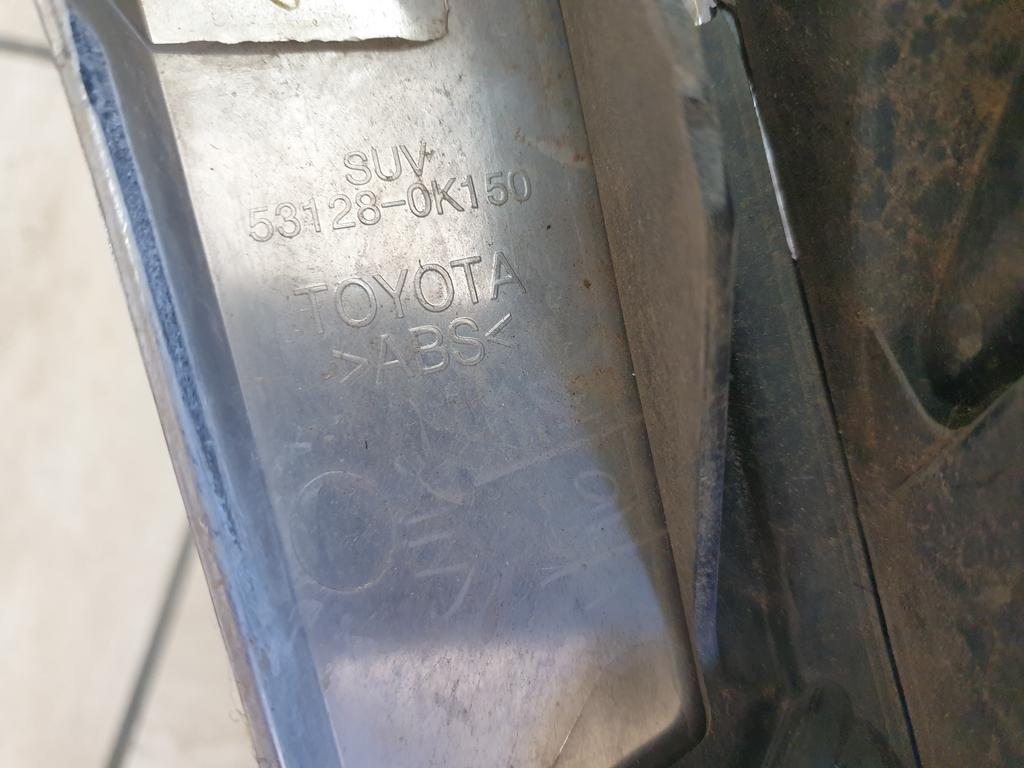 SUV
53128-0K150
TOYOTA
>ABS<